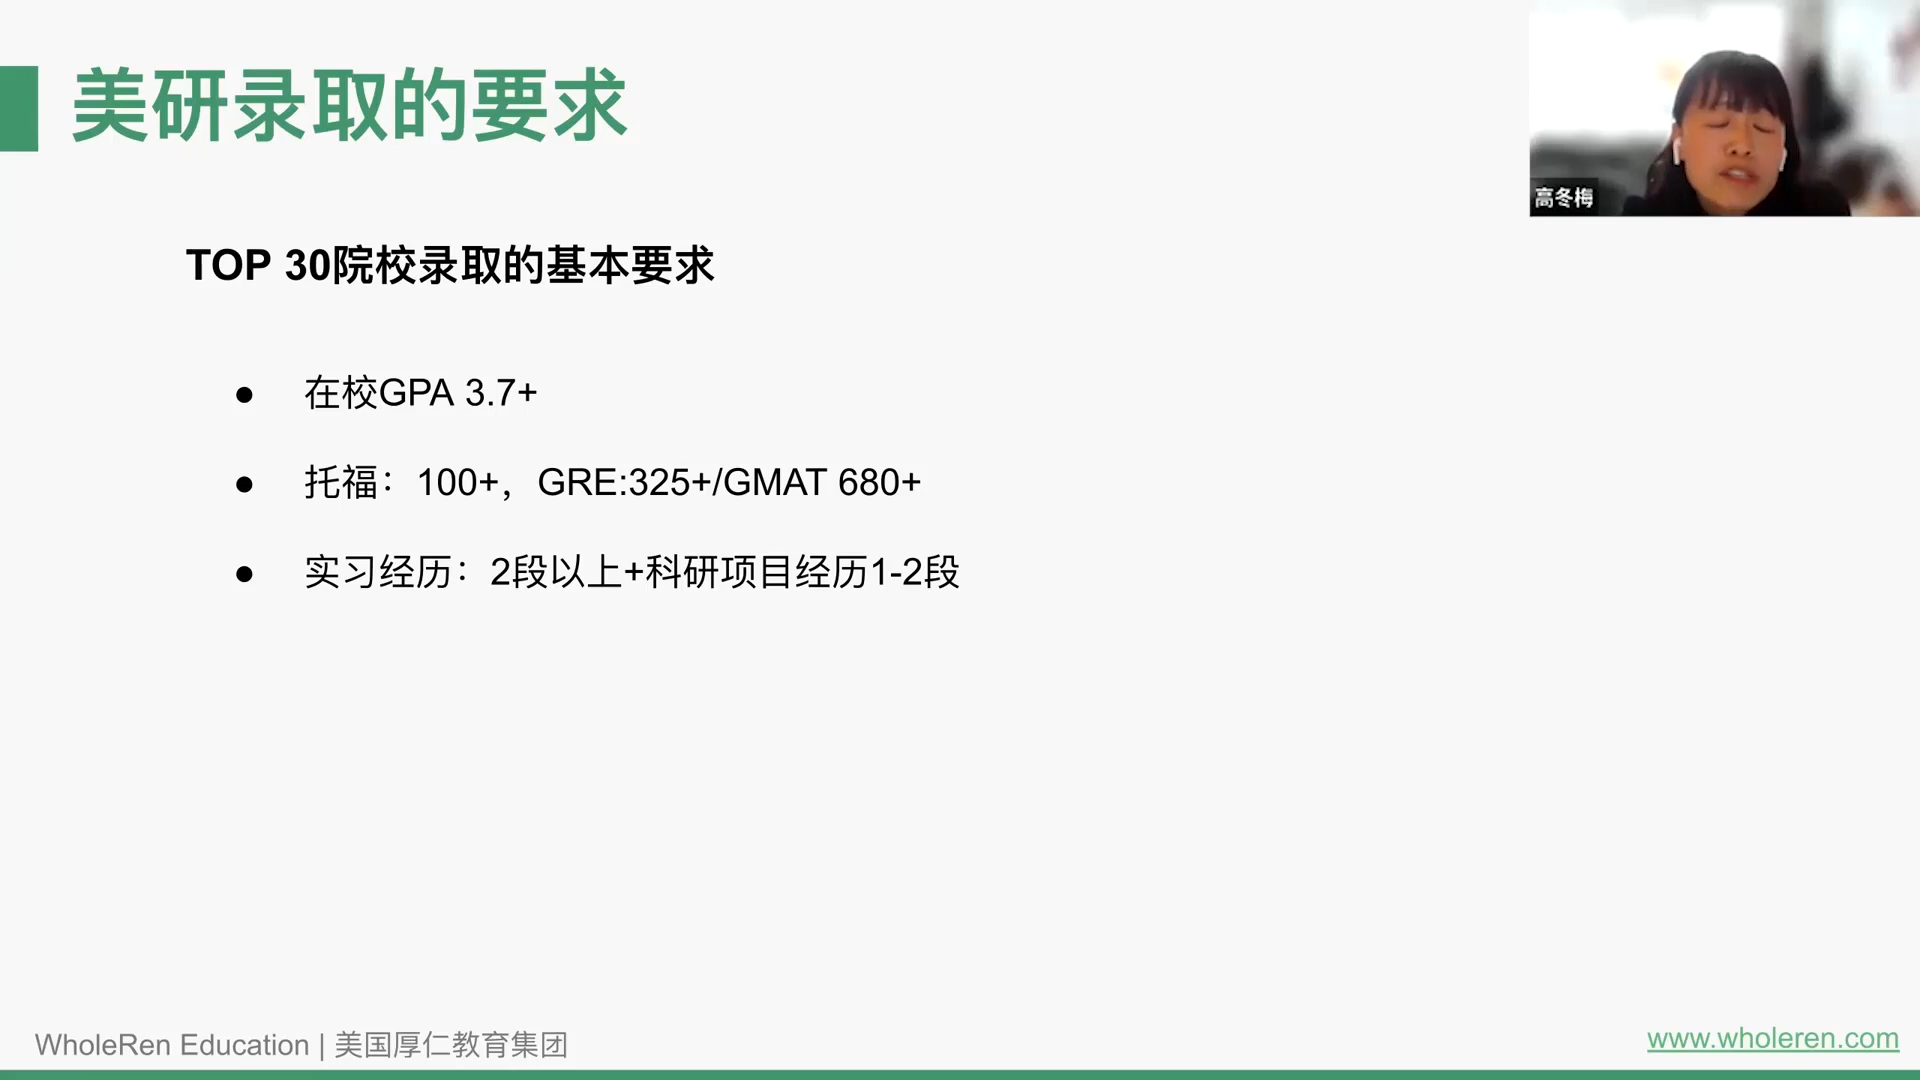 美研录取的要求
高冬梅
TOP 30院校录取的基本要求
● 在校GPA 3.7+
● 托福：100+，GRE:325+/GMAT 680+
● 实习经历：2段以上+科研项目经历1-2段
WholeRen Education | 美国厚仁教育集团
www.wholeren.com